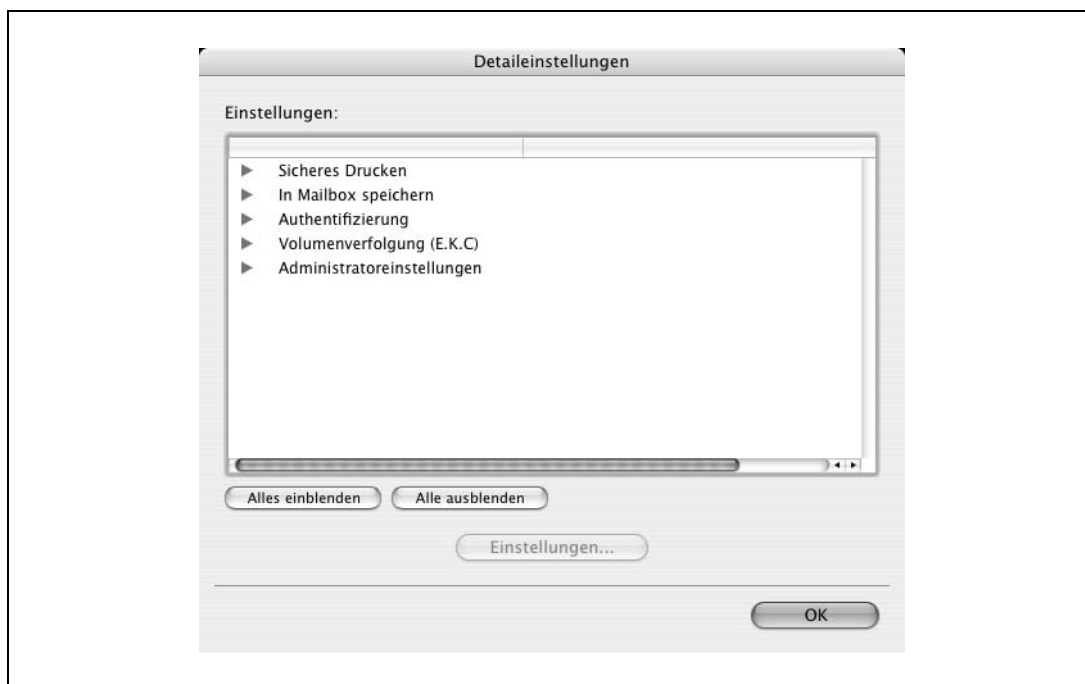 Detaileinstellungen
Einstellungen:
Sicheres Drucken
In Mailbox speichern
Authentifizierung
Volumenverfolgung (E.K.C)
Administratoreinstellungen
Alles einblenden Alle ausblenden
Einstellungen...
OK